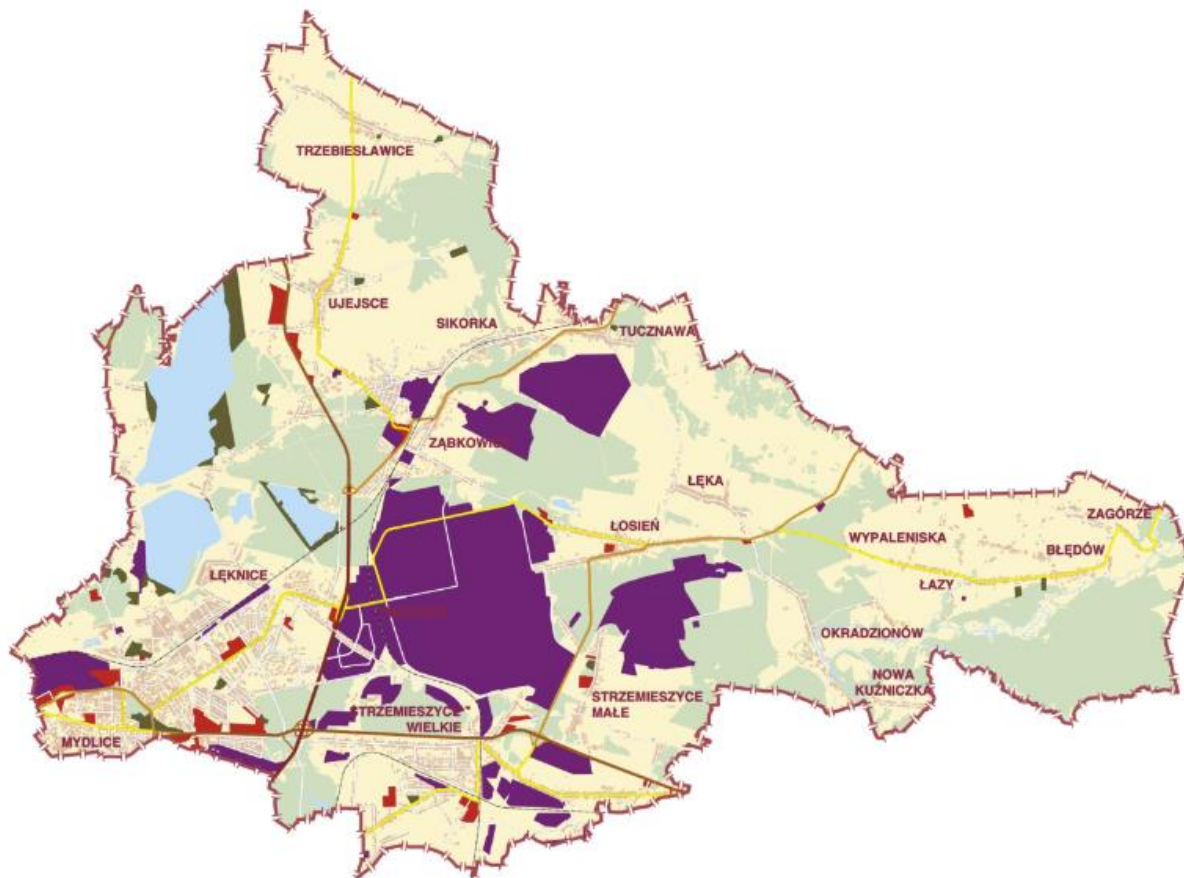 TRZEBIESŁAWICE
UJEJSCE
SIKORKA
TUCZNAWA
ZĄBKOWIC
ŁĘKA
ŁOSIEŃ
WYPALENISKA
ZAGÓRZE
BŁĘDÓW
ŁAZY
ŁĘKNICE
OKRADZIONÓW
NOWA
KUŹNICZKA
STRZEMIESZYCE
MAŁE
STRZEMIESZYCE
WIELKIE
MYDLICE